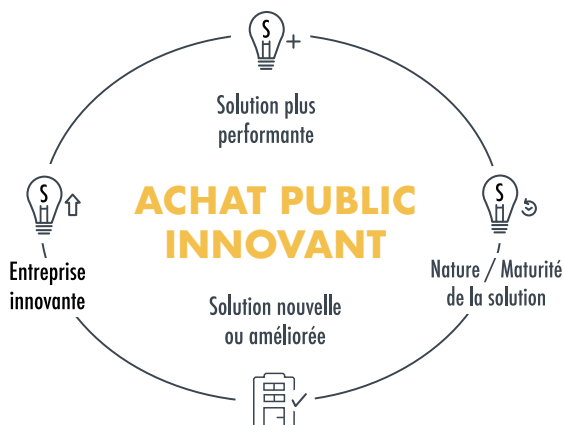 S
Solution plus
performante
S
ACHAT PUBLIC
INNOVANT
S
Entreprise
innovante
Nature / Maturité
de la solution
Solution nouvelle
ou améliorée